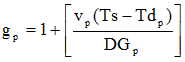 g_p = 1 + [ v_p (Ts − Td_p) / DG_p ]